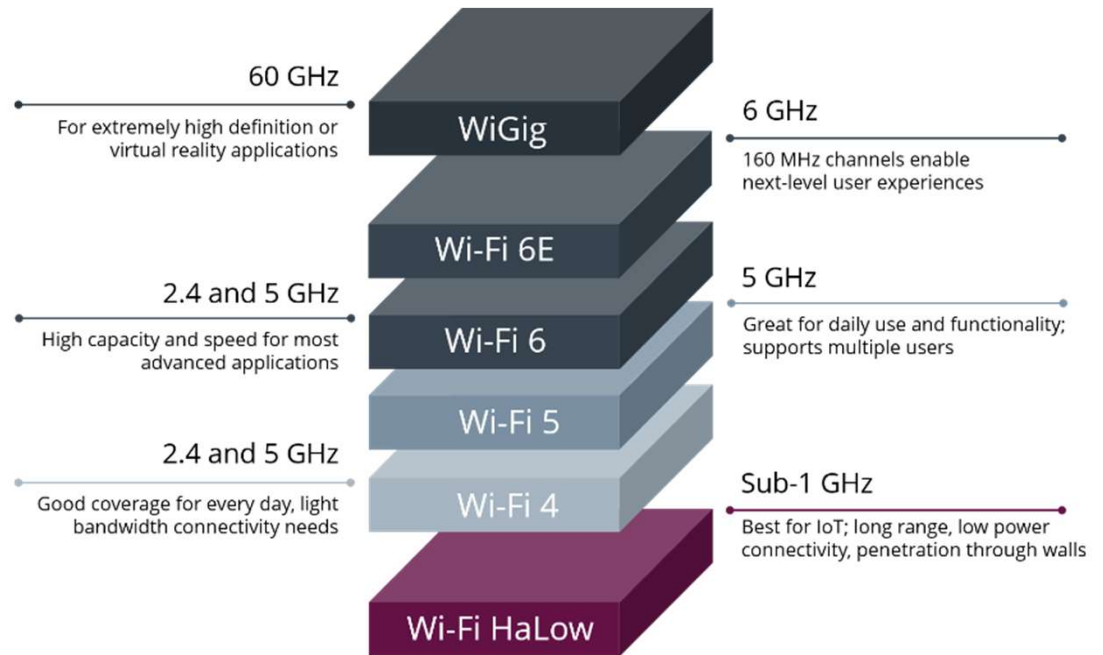 60 GHz
For extremely high definition or
virtual reality applications
WiGig
6 GHz
160 MHz channels enable
next-level user experiences
Wi-Fi 6E
2.4 and 5 GHz
High capacity and speed for most
advanced applications
Wi-Fi 6
5 GHz
Great for daily use and functionality;
supports multiple users
Wi-Fi 5
2.4 and 5 GHz
Good coverage for every day, light
bandwidth connectivity needs
Wi-Fi 4
Sub-1 GHz
Best for IoT; long range, low power
connectivity, penetration through walls
Wi-Fi HaLow